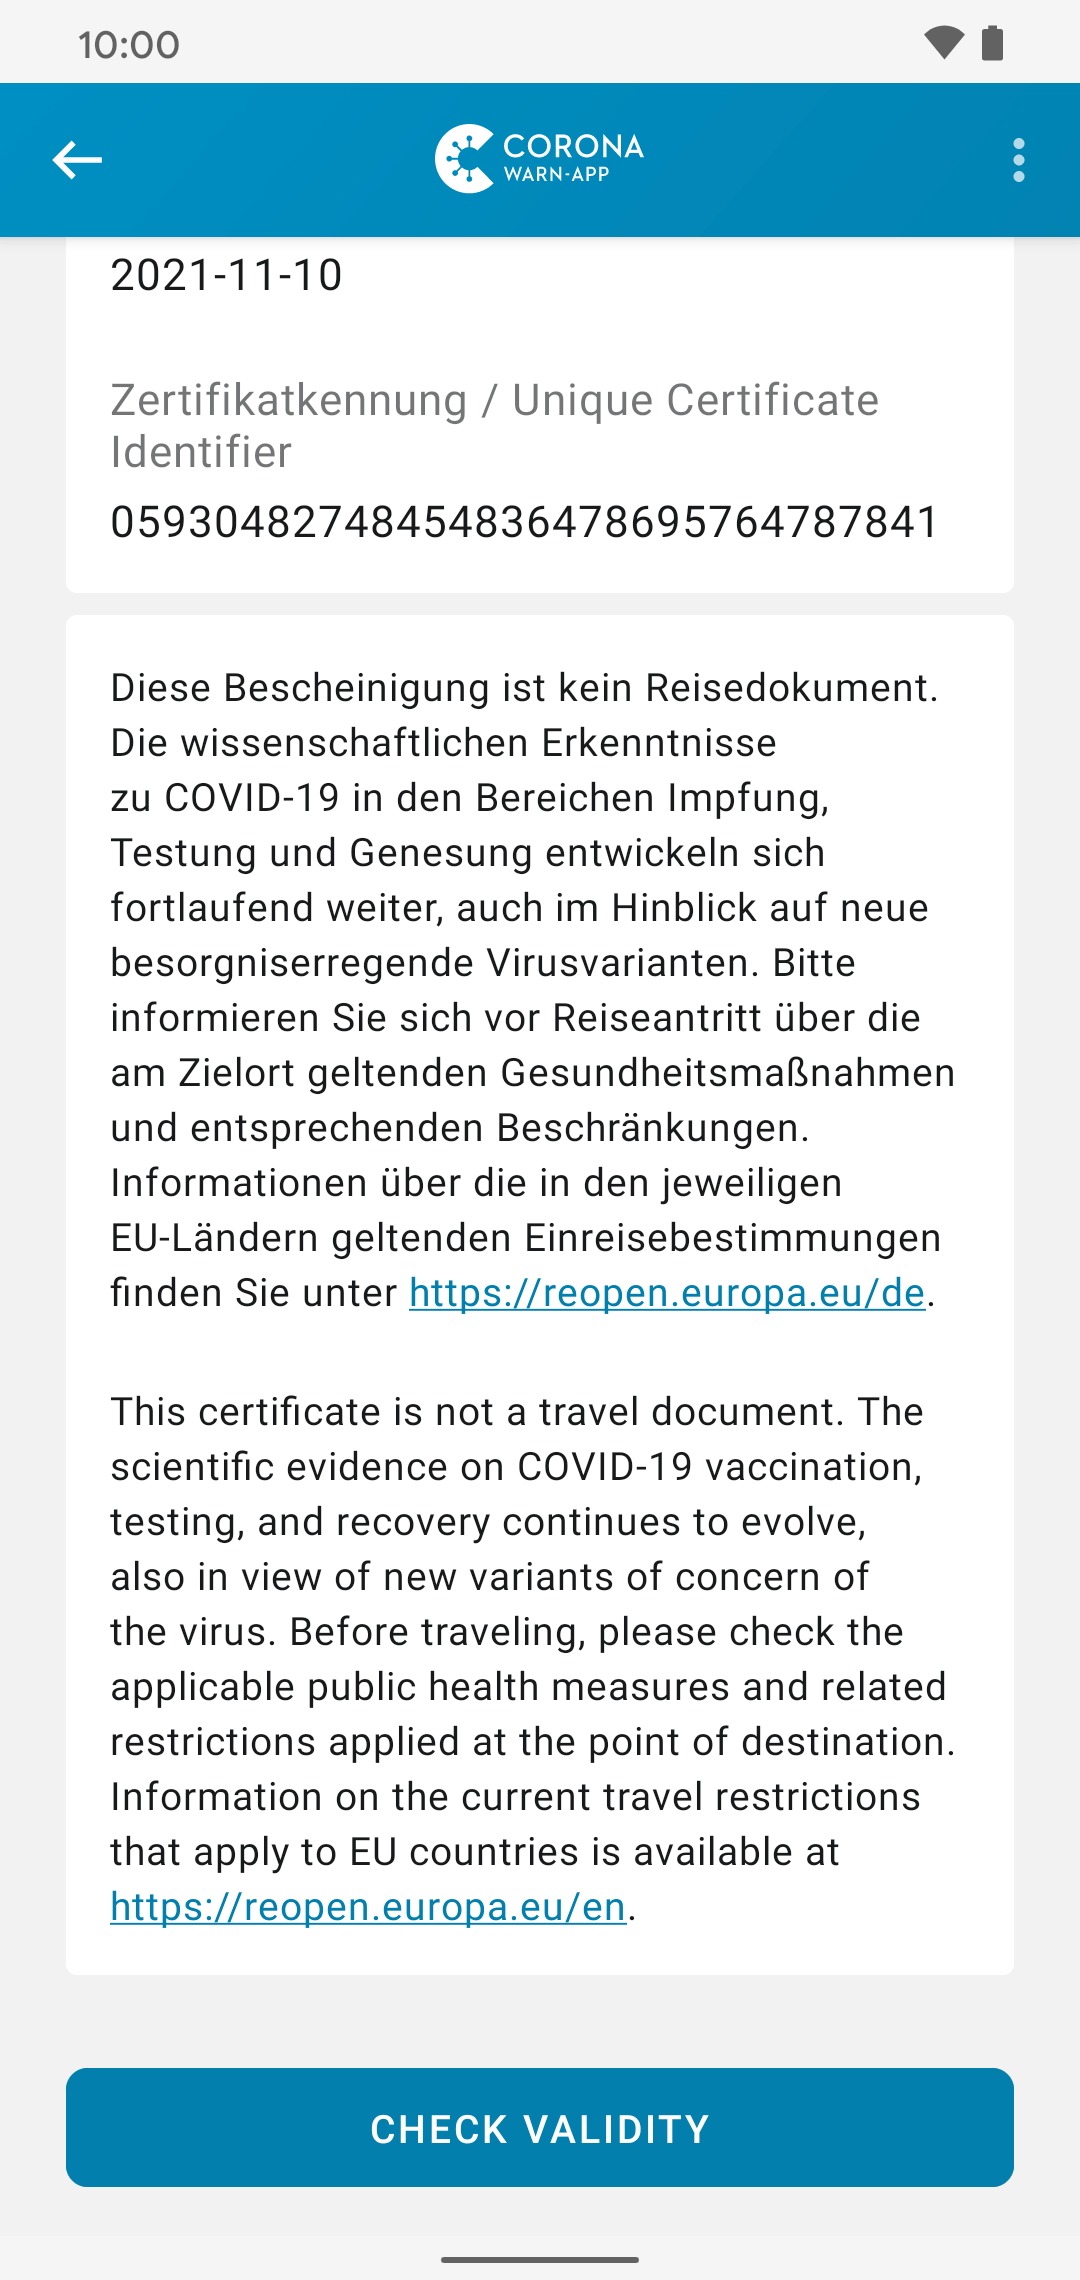 10:00
CORONA
WARN-APP
2021-11-10
Zertifikatkennung / Unique Certificate
Identifier
05930482748454836478695764787841
Diese Bescheinigung ist kein Reisedokument.
Die wissenschaftlichen Erkenntnisse
zu COVID-19 in den Bereichen Impfung,
Testung und Genesung entwickeln sich
fortlaufend weiter, auch im Hinblick auf neue
besorgniserregende Virusvarianten. Bitte
informieren Sie sich vor Reiseantritt über die
am Zielort geltenden Gesundheitsmaßnahmen
und entsprechenden Beschränkungen.
Informationen über die in den jeweiligen
EU-Ländern geltenden Einreisebestimmungen
finden Sie unter https://reopen.europa.eu/de.
This certificate is not a travel document. The
scientific evidence on COVID-19 vaccination,
testing, and recovery continues to evolve,
also in view of new variants of concern of
the virus. Before traveling, please check the
applicable public health measures and related
restrictions applied at the point of destination.
Information on the current travel restrictions
that apply to EU countries is available at
https://reopen.europa.eu/en.
CHECK VALIDITY